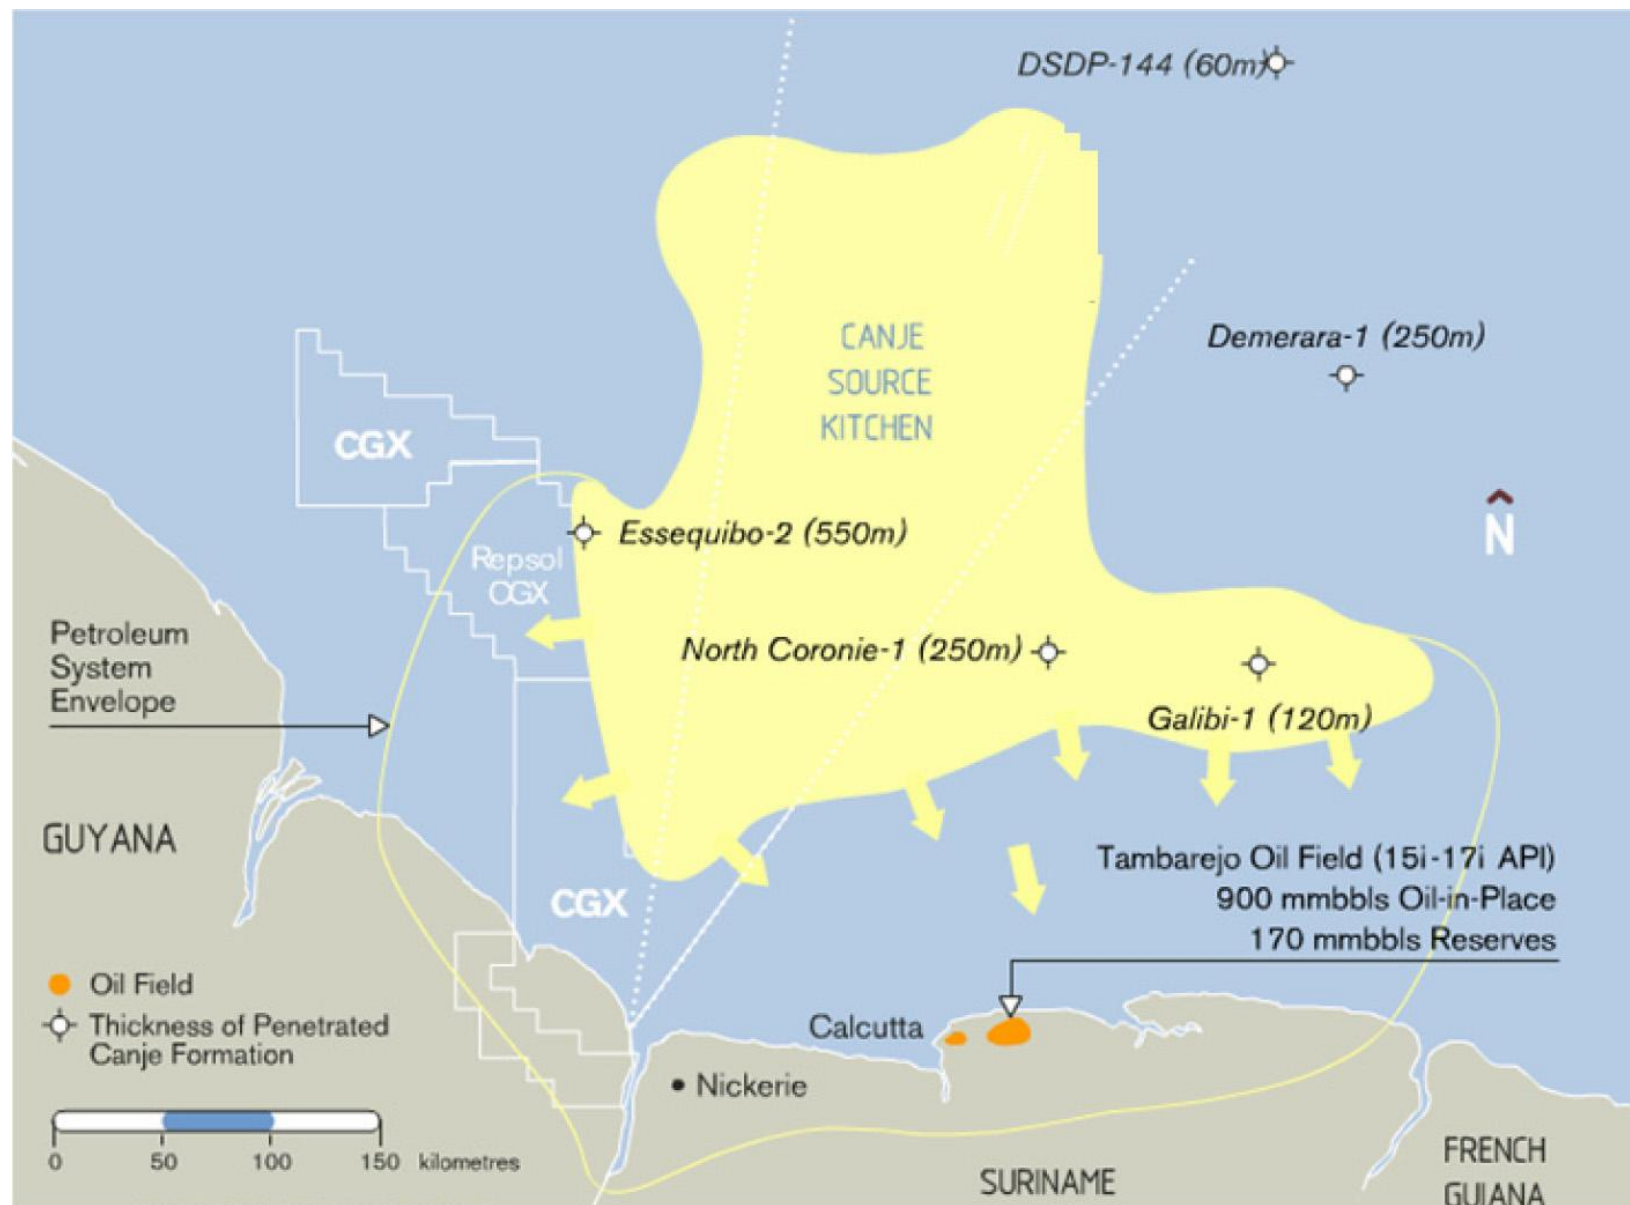 DSDP-144 (60m)
CANJE
SOURCE
KITCHEN
Demerara-1 (250m)
CGX
N
Essequibo-2 (550m)
Repsol
CGX
Petroleum
System
Envelope
North Coronie-1 (250m)
Galibi-1 (120m)
GUYANA
CGX
Tambarejo Oil Field (15i-17i API)
900 mmbbls Oil-in-Place
170 mmbbls Reserves
Oil Field
Thickness of Penetrated
Canje Formation
Calcutta
Nickerie
0 50 100 150 kilometres
SURINAME
FRENCH
GUIANA